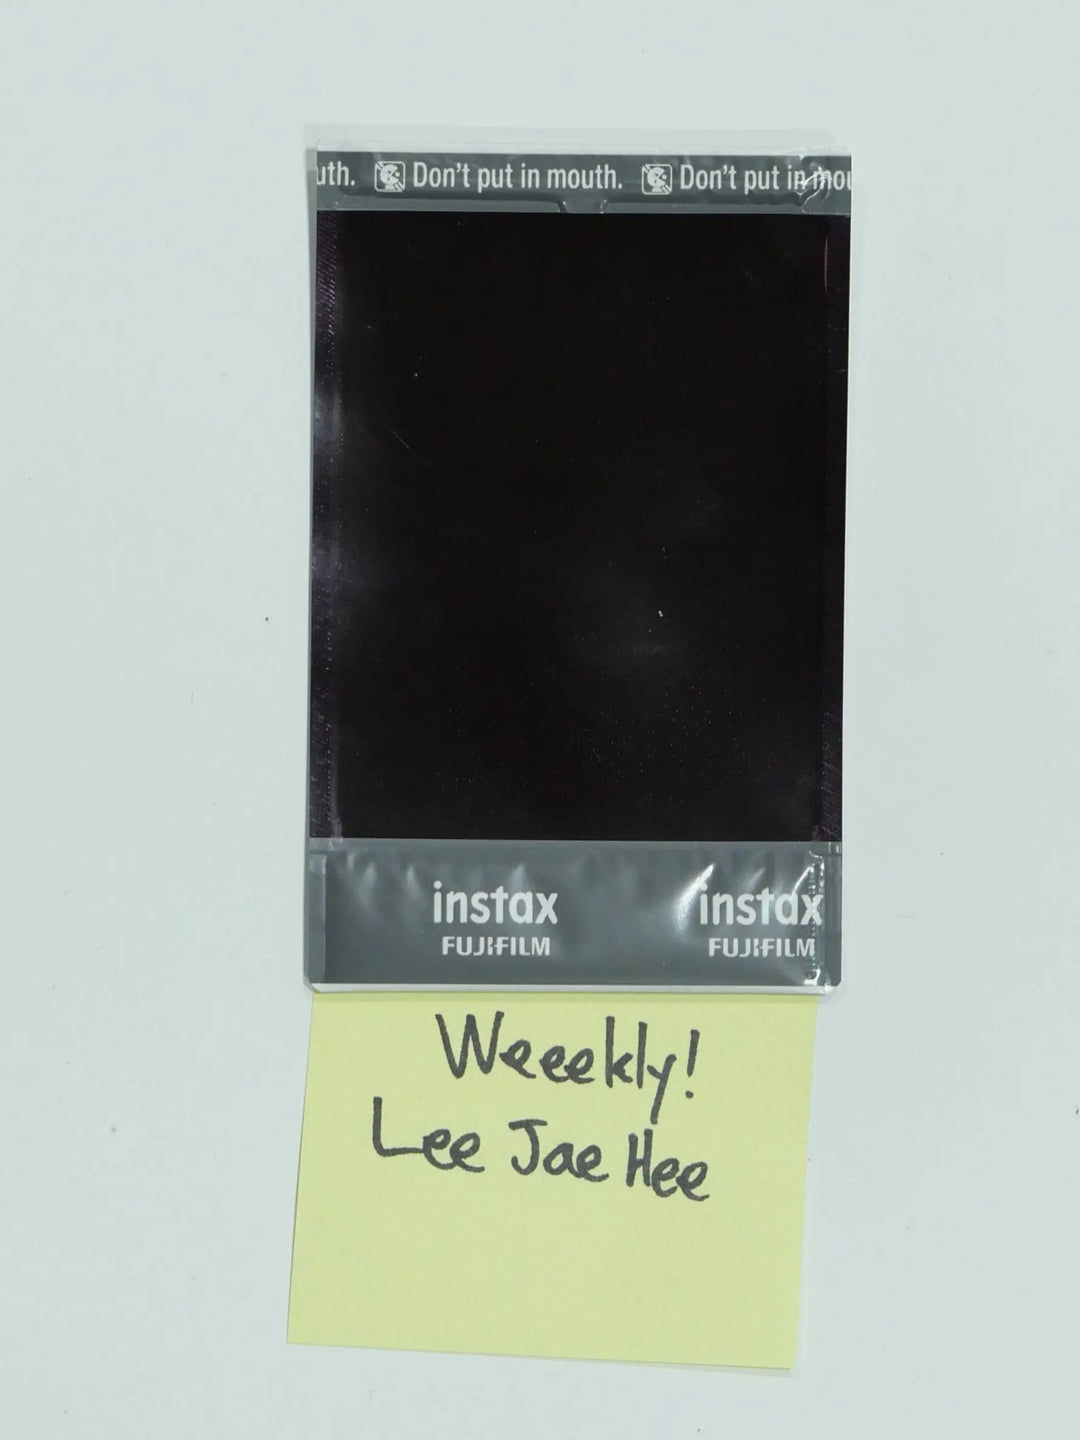 uth. Don't put in mouth. Don't put in mou
instax instax
FUJIFILM FUJIFILM
Weeekly!
Lee Jae Hee